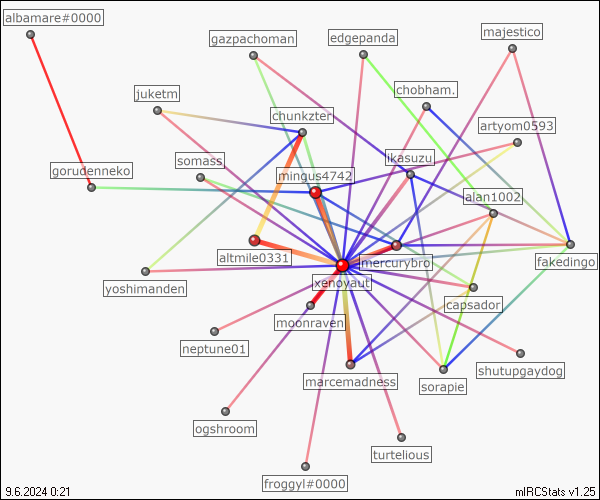 albamare#0000
gazpachoman
edgepanda
majestico
juketm
chobham.
chunkzter
artyom0593
somass
ikasuzu
gorudenneko
mingus4742
alan1002
altmile0331
mercurybro
fakedingo
yoshimanden
xenoyaut
capsador
moonraven
neptune01
marcemadness
sorapie
shutupgaydog
ogshroom
turtelious
froggyl#0000
9.6.2024 0:21
mIRCStats v1.25